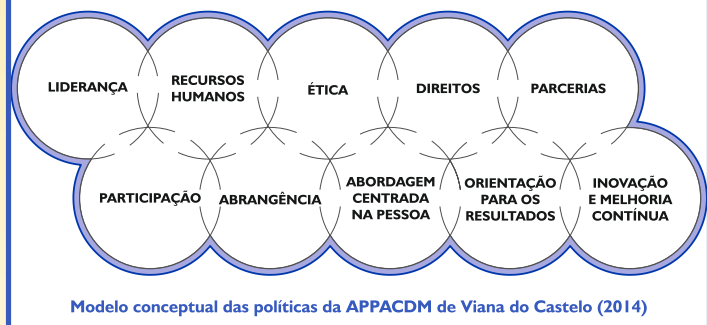 LIDERANÇA
RECURSOS
HUMANOS
ÉTICA
DIREITOS
PARCERIAS
PARTICIPAÇÃO
ABRANGÊNCIA
ABORDAGEM
CENTRADA
NA PESSOA
ORIENTAÇÃO
PARA OS
RESULTADOS
INOVAÇÃO
E MELHORIA
CONTÍNUA
Modelo conceptual das políticas da APPACDM de Viana do Castelo (2014)